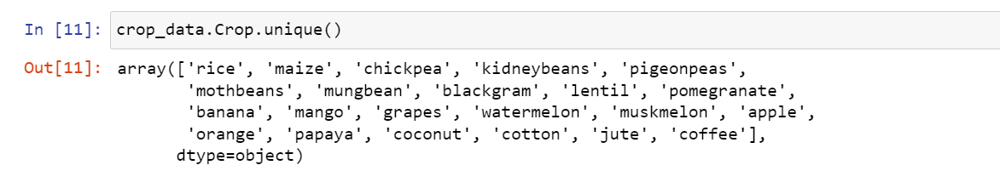 In [11]: crop_data.Crop.unique()
Out[11]: array(['rice', 'maize', 'chickpea', 'kidneybeans', 'pigeonpeas',
'mothbeans', 'mungbean', 'blackgram', 'lentil', 'pomegranate',
'banana', 'mango', 'grapes', 'watermelon', 'muskmelon', 'apple',
'orange', 'papaya', 'coconut', 'cotton', 'jute', 'coffee'],
dtype=object)